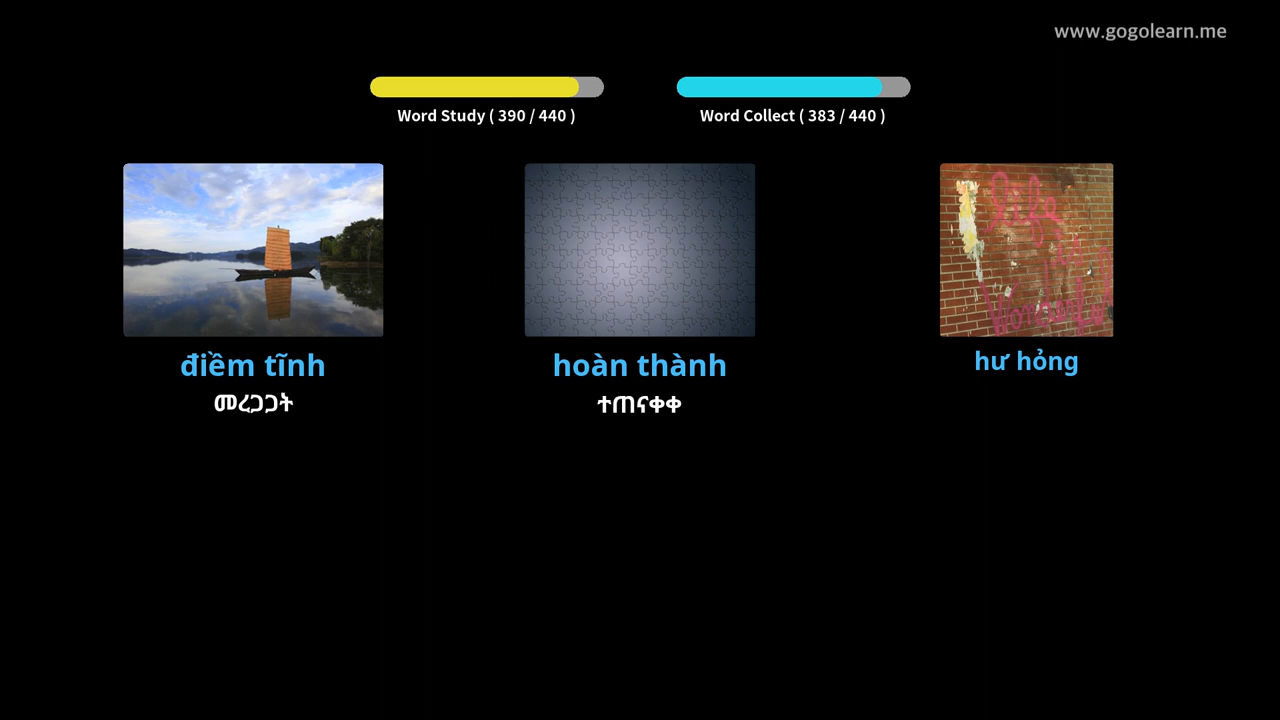 www.gogolearn.me
Word Study ( 390 / 440 )
Word Collect ( 383 / 440 )
điềm tĩnh
hoàn thành
hư hỏng
መረጋጋት
ተጠናቀቀ